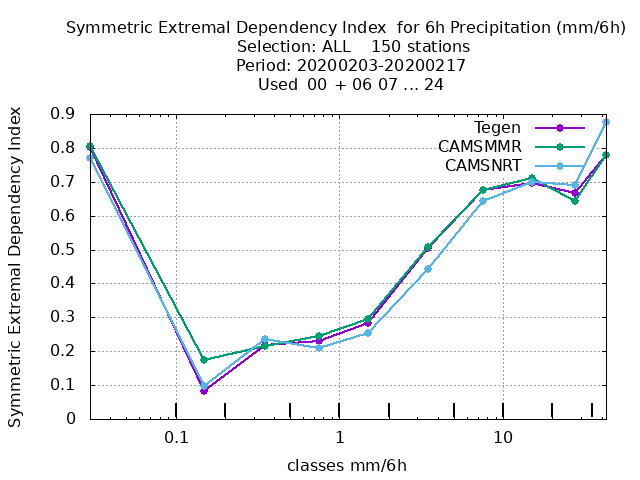 Symmetric Extremal Dependency Index  for 6h Precipitation (mm/6h)
Selection: ALL    150 stations
Period: 20200203-20200217
Used  00  + 06 07 ... 24
Symmetric Extremal Dependency Index
0.9
0.8
0.7
0.6
0.5
0.4
0.3
0.2
0.1
0
Tegen
CAMSMMR
CAMSNRT
0.1
1
10
classes mm/6h